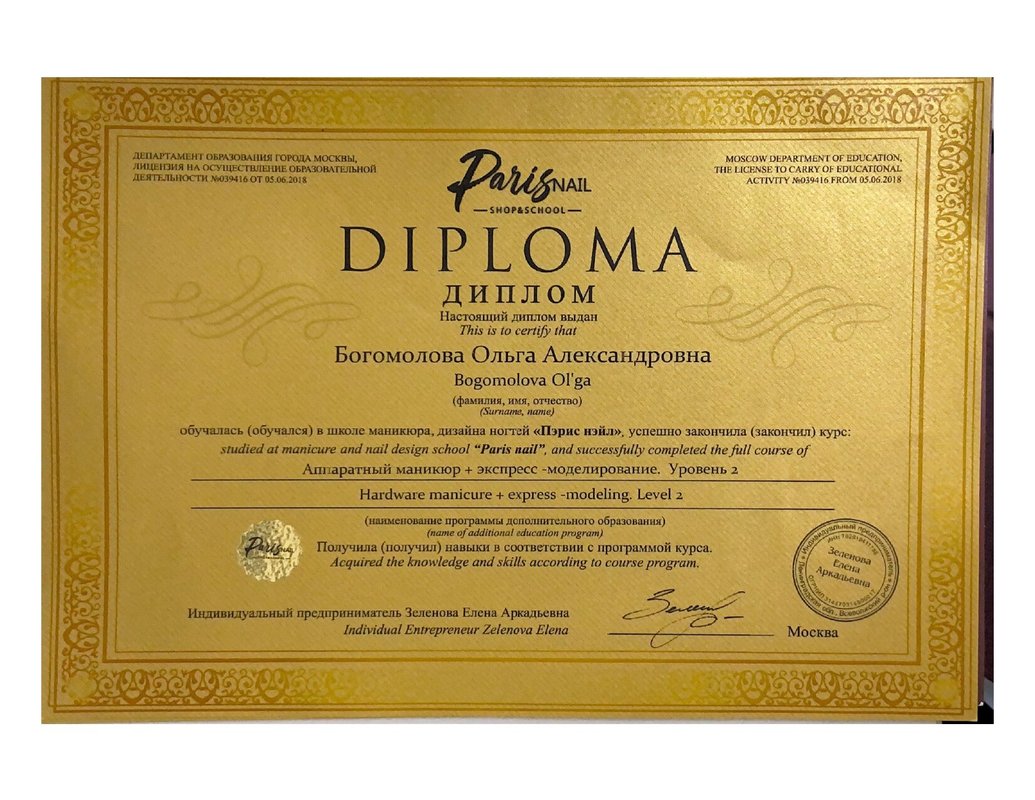 ДЕПАРТАМЕНТ ОБРАЗОВАНИЯ ГОРОДА МОСКВЫ,
ЛИЦЕНЗИЯ НА ОСУЩЕСТВЛЕНИЕ ОБРАЗОВАТЕЛЬНОЙ
ДЕЯТЕЛЬНОСТИ №039416 ОТ 05.06.2018
Paris NAIL
SHOP&SCHOOL
MOSCOW DEPARTMENT OF EDUCATION,
THE LICENSE TO CARRY OF EDUCATIONAL
ACTIVITY №039416 FROM 05.06.2018
DIPLOMA
ДИПЛОМ
Настоящий диплом выдан
This is to certify that
Богомолова Ольга Александровна
Bogomolova Ol'ga
(фамилия, имя, отчество)
(Surname, name)
обучалась (обучался) в школе маникюра, дизайна ногтей «Пэрис нэйл», успешно закончила (закончил) курс:
studied at manicure and nail design school “Paris nail”, and successfully completed the full course of
Аппаратный маникюр + экспресс -моделирование. Уровень 2
Hardware manicure + express -modeling. Level 2
(наименование программы дополнительного образования)
(name of additional education program)
Получила (получил) навыки в соответствии с программой курса.
Acquired the knowledge and skills according to course program.
Paris nail
Индивидуальный предприниматель
Зеленова
Елена
Аркальевна
Индивидуальный предприниматель Зеленова Елена Аркадьевна
Individual Entrepreneur Zelenova Elena
Москва